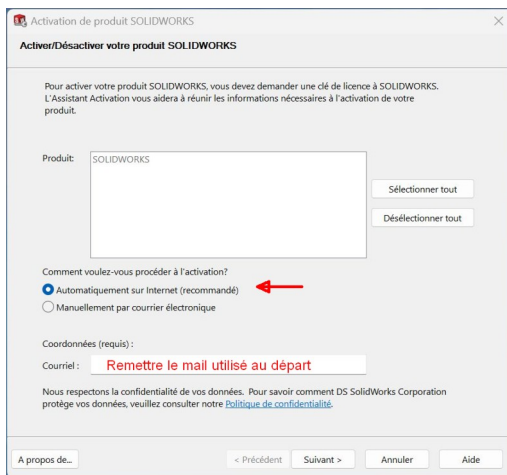 Activation de produit SOLIDWORKS
Activer/Désactiver votre produit SOLIDWORKS
Pour activer votre produit SOLIDWORKS, vous devez demander une clé de licence à SOLIDWORKS.
L'Assistant Activation vous aidera à réunir les informations nécessaires à l'activation de votre
produit.
Produit:
SOLIDWORKS
Sélectionner tout
Désélectionner tout
Comment voulez-vous procéder à l'activation?
Automatiquement sur Internet (recommandé)
Manuellement par courrier électronique
Coordonnées (requis) :
Courriel : Remettre le mail utilisé au départ
Nous respectons la confidentialité de vos données. Pour savoir comment DS SolidWorks Corporation
protège vos données, veuillez consulter notre Politique de confidentialité.
A propos de... < Précédent Suivant > Annuler Aide